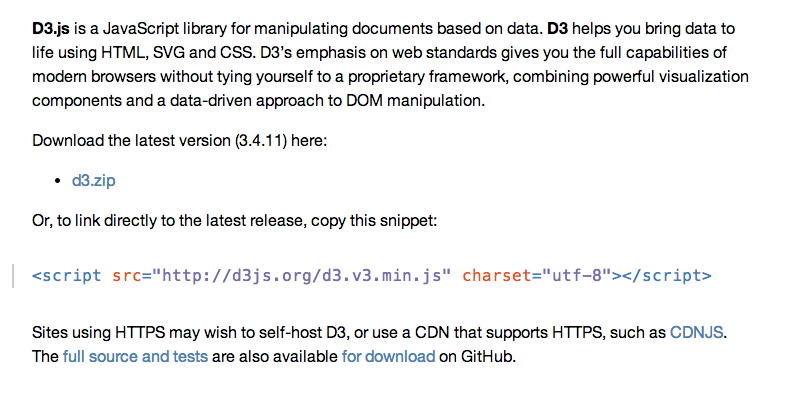 D3.js is a JavaScript library for manipulating documents based on data. D3 helps you bring data to
life using HTML, SVG and CSS. D3’s emphasis on web standards gives you the full capabilities of
modern browsers without tying yourself to a proprietary framework, combining powerful visualization
components and a data-driven approach to DOM manipulation.
Download the latest version (3.4.11) here:
• d3.zip
Or, to link directly to the latest release, copy this snippet:
<script src="http://d3js.org/d3.v3.min.js" charset="utf-8"></script>
Sites using HTTPS may wish to self-host D3, or use a CDN that supports HTTPS, such as CDNJS.
The full source and tests are also available for download on GitHub.